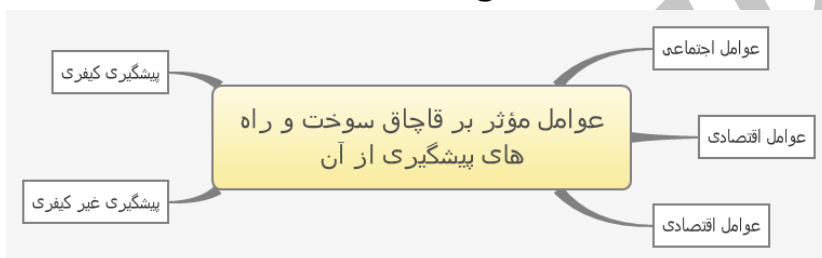 عوامل مؤثر بر قاچاق سوخت و راه
های پیشگیری از آن
عوامل اجتماعی
عوامل اقتصادی
عوامل اقتصادی
پیشگیری کیفری
پیشگیری غیر کیفری